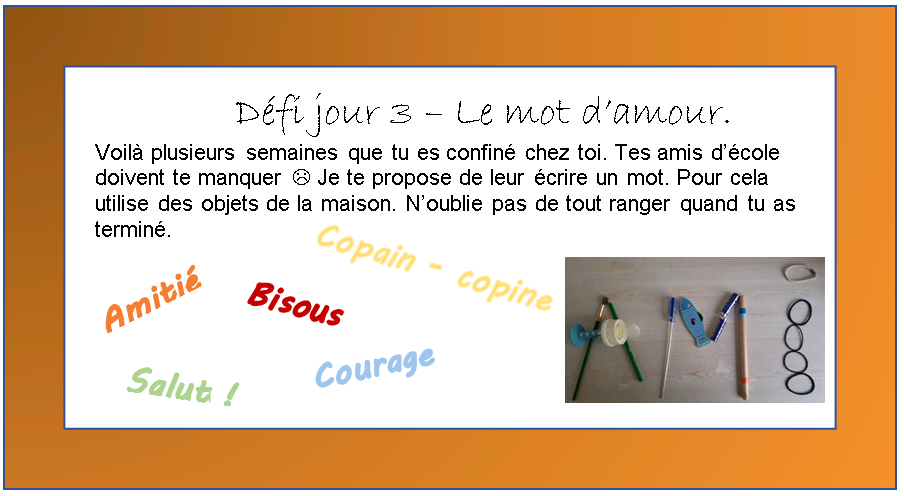 Défi jour 3 – Le mot d’amour.
Voilà plusieurs semaines que tu es confiné chez toi. Tes amis d’école
doivent te manquer ☹ Je te propose de leur écrire un mot. Pour cela
utilise des objets de la maison. N’oublie pas de tout ranger quand tu as
terminé.
Copain - copine
Amitié
Bisous
Salut !
Courage
AMi